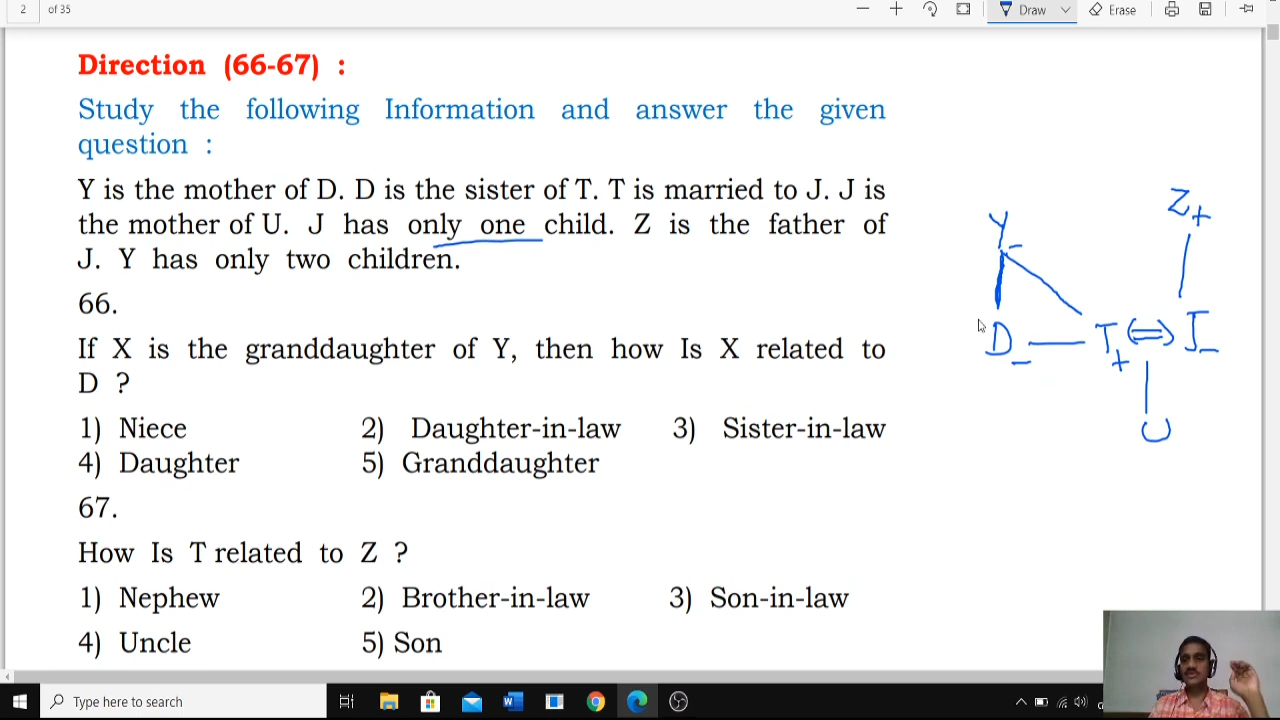 2 of 35
Draw
Erase
Direction (66-67) :
Study the following Information and answer the given
question :
Y is the mother of D. D is the sister of T. T is married to J. J is
the mother of U. J has only one child. Z is the father of
J. Y has only two children.
66.
If X is the granddaughter of Y, then how Is X related to
D ?
1) Niece 2) Daughter-in-law 3) Sister-in-law
4) Daughter 5) Granddaughter
67.
How Is T related to Z ?
1) Nephew 2) Brother-in-law 3) Son-in-law
4) Uncle 5) Son
Z+
Y-
D- T+ ⇔ J-
U
Type here to search